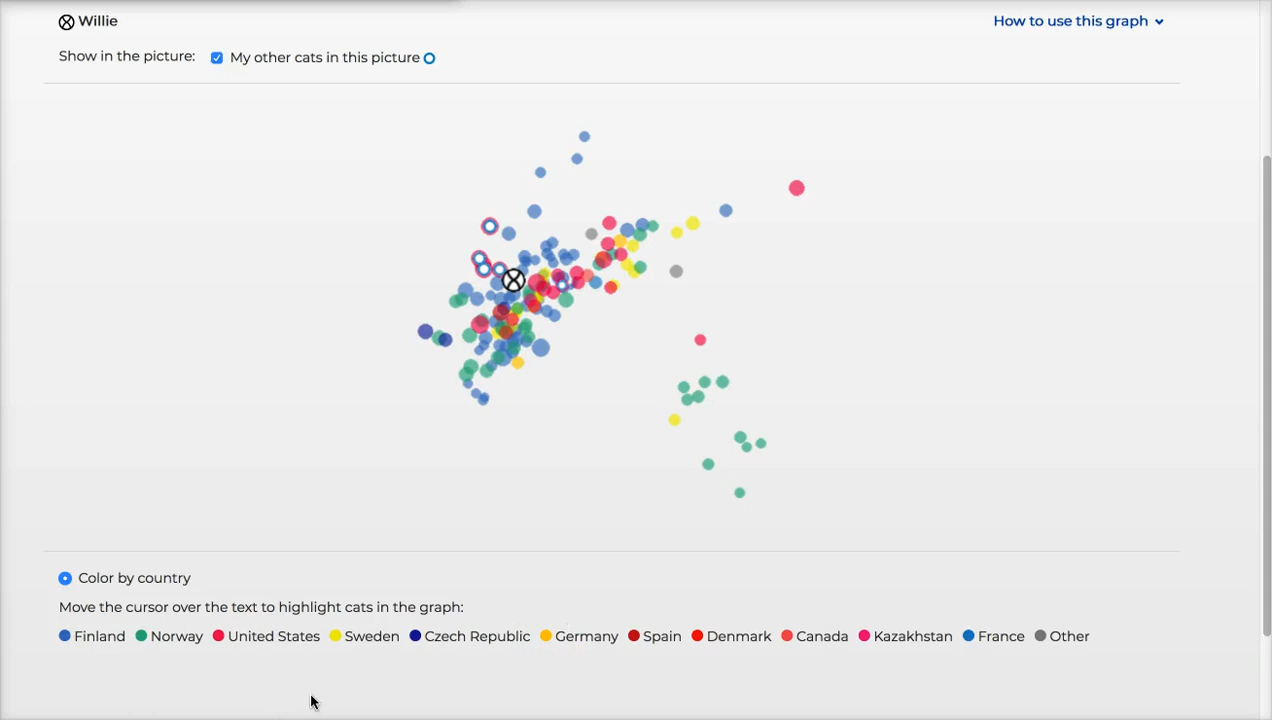 Willie
How to use this graph
Show in the picture: My other cats in this picture
Color by country
Move the cursor over the text to highlight cats in the graph:
Finland Norway United States Sweden Czech Republic Germany Spain Denmark Canada Kazakhstan France Other